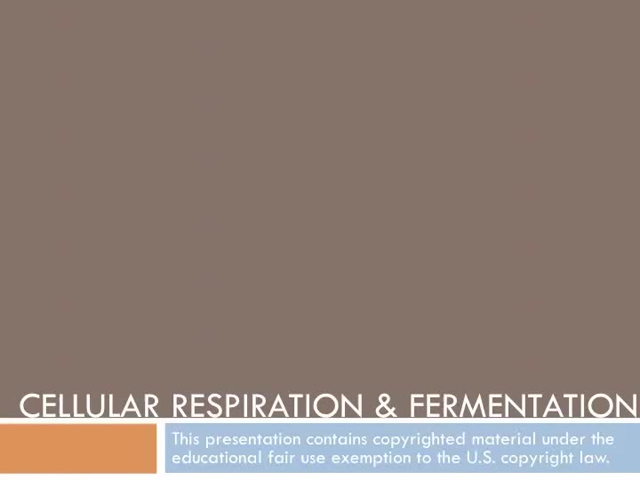 CELLULAR RESPIRATION & FERMENTATION
This presentation contains copyrighted material under the
educational fair use exemption to the U.S. copyright law.